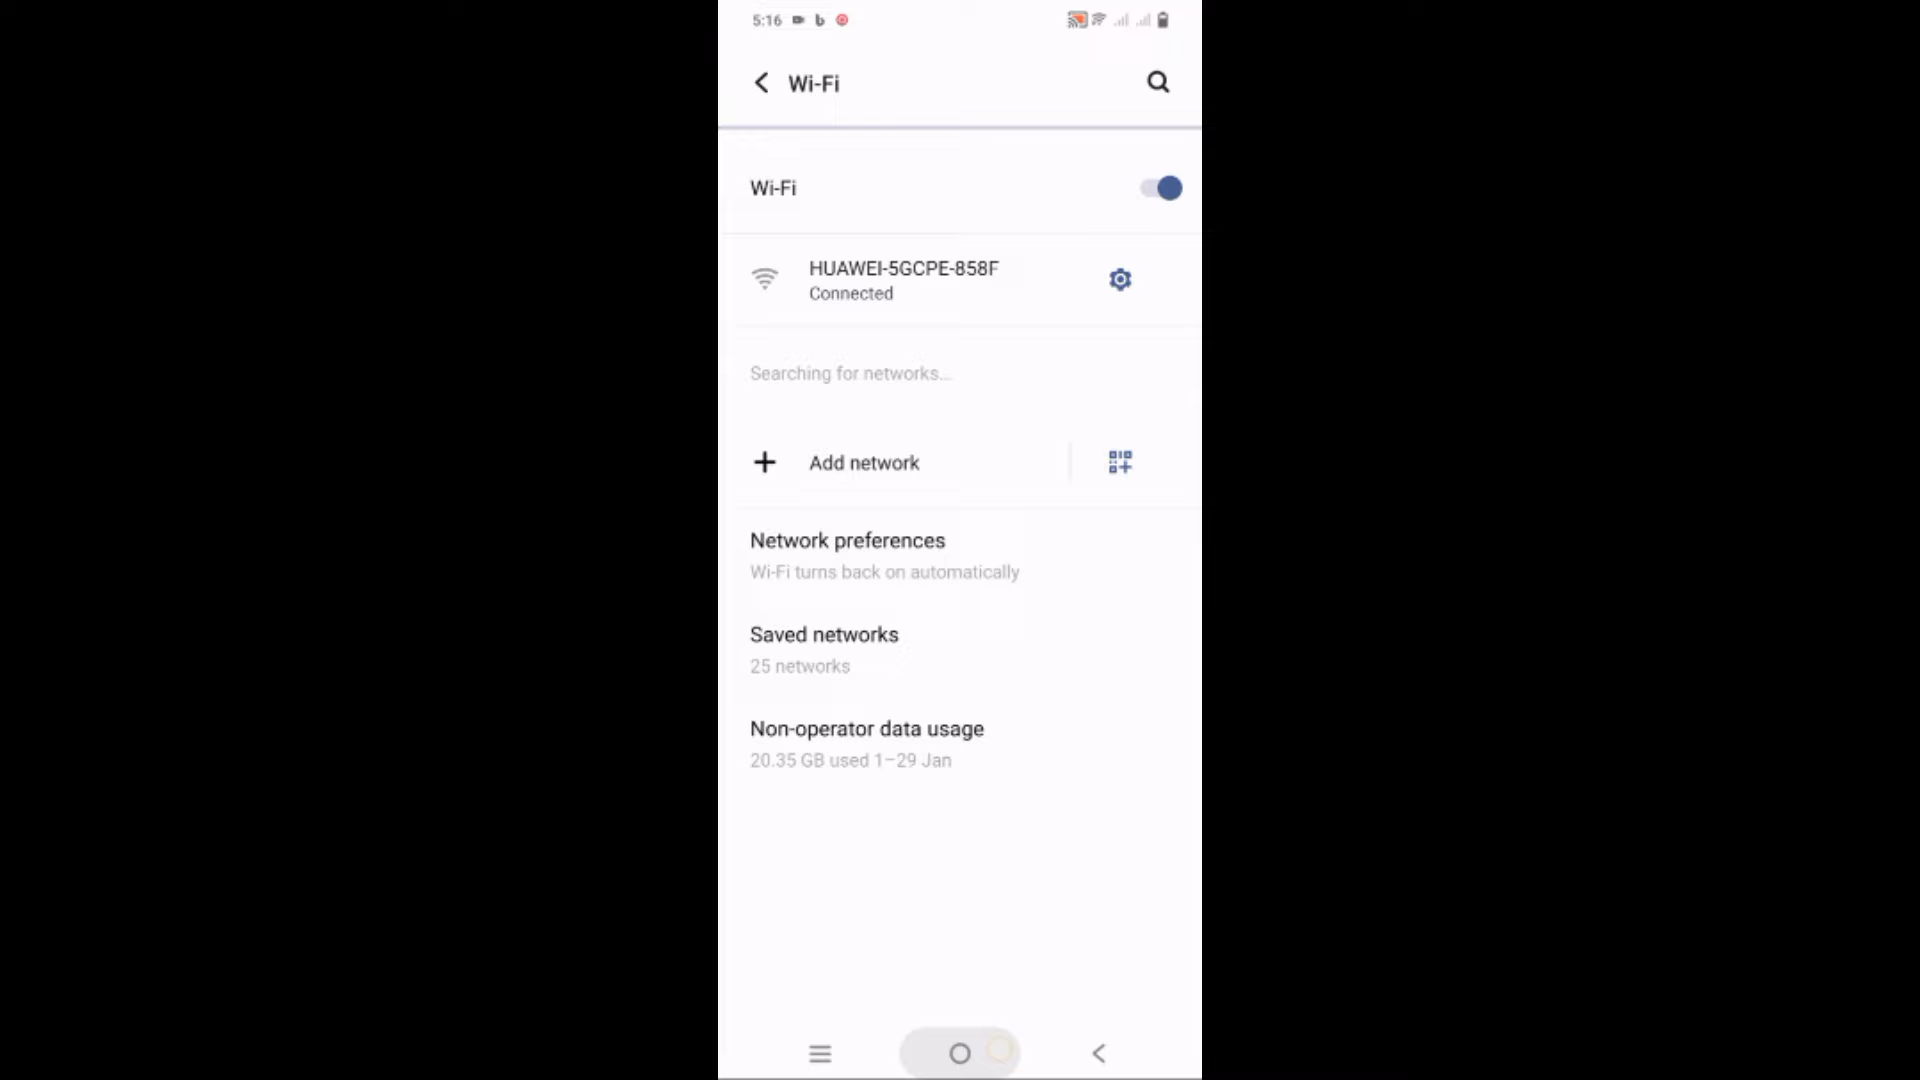 5:16
Wi-Fi
Wi-Fi
HUAWEI-5GCPE-858F
Connected
Searching for networks...
Add network
Network preferences
Wi-Fi turns back on automatically
Saved networks
25 networks
Non-operator data usage
20.35 GB used 1–29 Jan